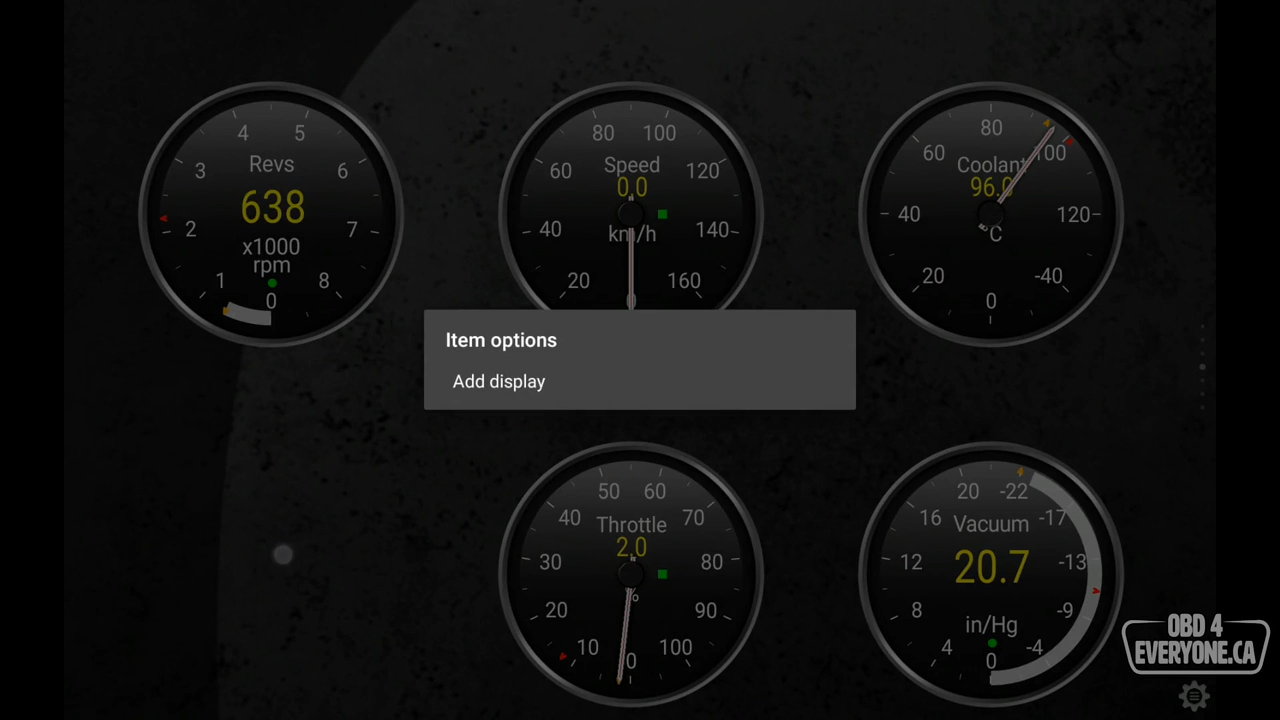 4 5
3 Revs 6
638
2 7
x1000
rpm
1 8
0
80 100
60 Speed 120
0.0
40 km/h 140
20 160
0
80
60 Coolant 100
96.0
40 120
°C
20 -40
0
Item options
Add display
50 60
40 Throttle 70
2.0
30 80
%
20 90
10 100
0
20 -22
16 Vacuum -17
12 20.7 -13
8 -9
in/Hg
4 -4
0
OBD 4
EVERYONE.CA